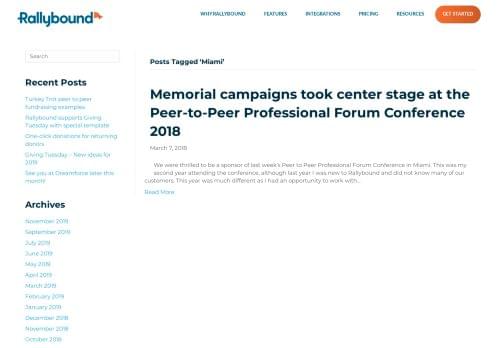 Rallybound
WHY RALLYBOUND
FEATURES
INTEGRATIONS
PRICING
RESOURCES
GET STARTED
Search
Recent Posts
Turkey Trot peer to peer
fundraising examples
Rallybound supports Giving
Tuesday with special template
One-click donations for returning
donors
Giving Tuesday – New ideas for
2019
See you at Dreamforce later this
month!
Archives
November 2019
September 2019
July 2019
June 2019
May 2019
April 2019
March 2019
February 2019
January 2019
December 2018
November 2018
October 2018
Posts Tagged ‘Miami’
Memorial campaigns took center stage at the
Peer-to-Peer Professional Forum Conference
2018
March 7, 2018
We were thrilled to be a sponsor of last week’s Peer to Peer Professional Forum Conference in Miami. This was my
second year attending the conference, although last year I was new to Rallybound and did not know many of our
customers. This year was much different as I had an opportunity to work with...
Read More